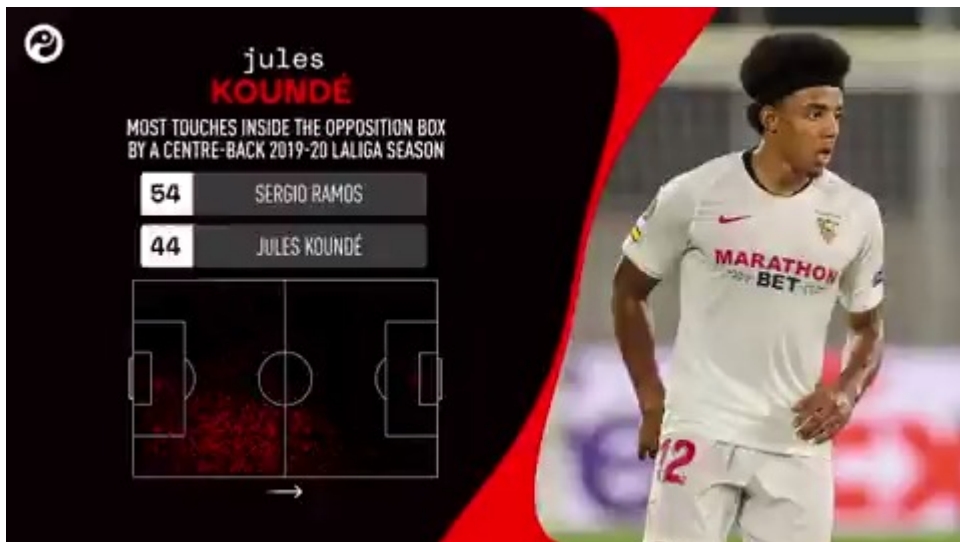 jules
KOUNDÉ
MOST TOUCHES INSIDE THE OPPOSITION BOX
BY A CENTRE-BACK 2019-20 LALIGA SEASON
54 SERGIO RAMOS
44 JULES KOUNDÉ
MARATHON
BET
12